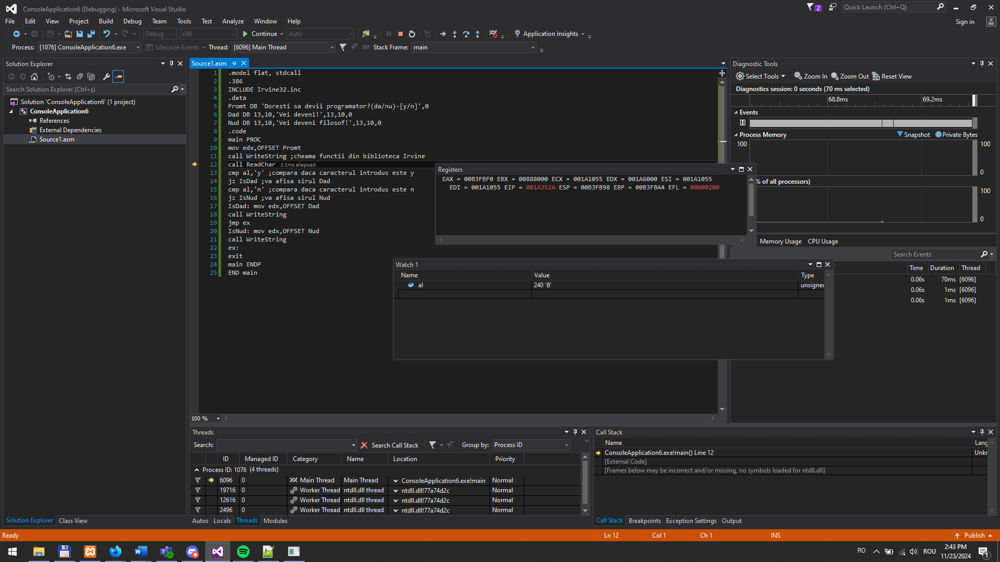 ConsoleApplication6 (Debugging) - Microsoft Visual Studio
2
Quick Launch (Ctrl+Q)
File Edit View Project Build Debug Team Tools Test Analyze Window Help
Sign in
Debug x86 Continue Auto Application Insights
Process: [1076] ConsoleApplication6.exe Lifecycle Events Thread: [6096] Main Thread Stack Frame: main
Solution Explorer
Search Solution Explorer (Ctrl+ş)
Solution 'ConsoleApplication6' (1 project)
ConsoleApplication6
References
External Dependencies
Source1.asm
Source1.asm
1 .model flat, stdcall
2 .386
3 INCLUDE Irvine32.inc
4 .data
5 Promt DB 'Doresti sa devii programator?(da/nu)-[y/n]',0
6 Dad DB 13,10,'Vei deveni!',13,10,0
7 Nud DB 13,10,'Vei deveni filosof!',13,10,0
8 .code
9 main PROC
10 mov edx,OFFSET Promt
11 call WriteString ;cheama functii din biblioteca Irvine
12 call ReadChar ≤1ms elapsed
13 cmp al,'y' ;compara daca caracterul introdus este y
14 jz IsDad ;va afisa sirul Dad
15 cmp al,'n' ;compara daca caracterul introdus este n
16 jz IsNud ;va afisa sirul Nud
17 IsDad: mov edx,OFFSET Dad
18 call WriteString
19 jmp ex
20 IsNud: mov edx,OFFSET Nud
21 call WriteString
22 ex:
23 exit
24 main ENDP
25 END main
100 %
Registers
EAX = 00B3FBF0 EBX = 00888000 ECX = 001A1055 EDX = 001A6000 ESI = 001A1055
EDI = 001A1055 EIP = 001A352A ESP = 00B3FB98 EBP = 00B3FBA4 EFL = 00000200
Watch 1
Name Value Type
al 240 'ð' unsigned
Diagnostic Tools
Select Tools Zoom In Zoom Out Reset View
Diagnostics session: 0 seconds (70 ms selected)
68.8ms 69.2ms
Events
Process Memory Snapshot Private Bytes
100 100
0
% of all processors)
100
0
Memory Usage CPU Usage
Search Events
Time Duration Thread
0.06s 70ms [6096]
0.06s 1ms [6096]
0.06s 1ms [6096]
Threads
Search: Search Call Stack Group by: Process ID
ID Managed ID Category Name Location Priority
Process ID: 1076 (4 threads)
6096 0 Main Thread Main Thread ConsoleApplication6.exe!main Normal
19716 0 Worker Thread ntdll.dll thread ntdll.dll!77a74d2c Normal
12616 0 Worker Thread ntdll.dll thread ntdll.dll!77a74d2c Normal
2496 0 Worker Thread ntdll.dll thread ntdll.dll!77a74d2c Normal
Autos Locals Threads Modules
Call Stack
Name Lang
ConsoleApplication6.exe!main() Line 12 Unkr
[External Code]
[Frames below may be incorrect and/or missing, no symbols loaded for ntdll.dll]
Call Stack Breakpoints Exception Settings Output
Solution Explorer Class View
Ready Ln 12 Col 1 Ch 1 INS Publish
RO ROU 2:43 PM
11/23/2024
1